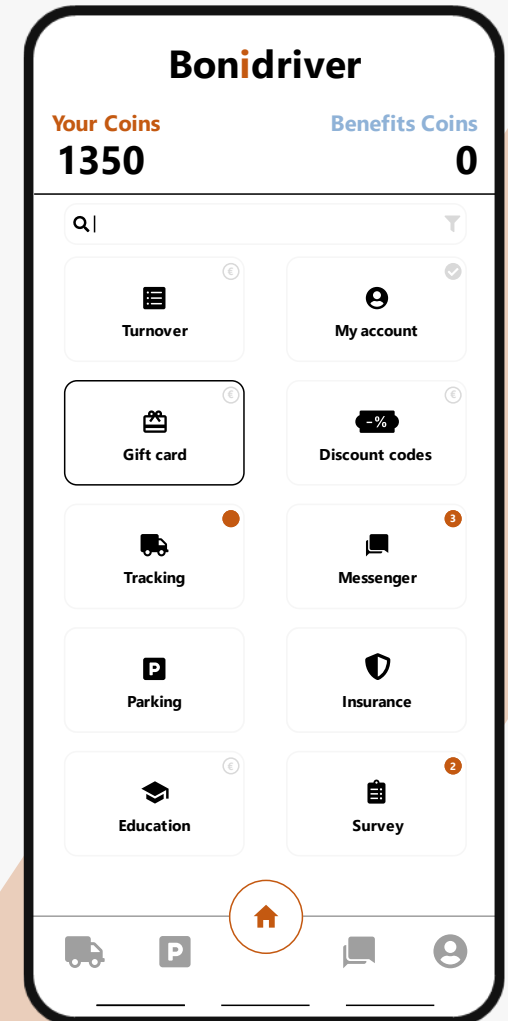 Bonidriver
Your Coins
Benefits Coins
1350
0
€
Turnover
My account
€
€
-%
Gift card
Discount codes
3
Tracking
Messenger
P
Parking
Insurance
€
2
Education
Survey
P